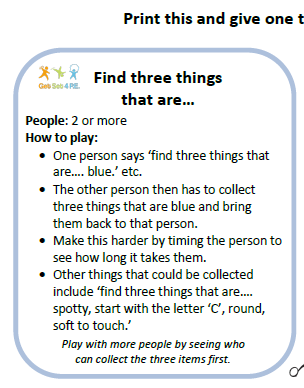 Print this and give one t
Get Set 4 P.E.
Find three things
that are…
People: 2 or more
How to play:
• One person says ‘find three things that
are…. blue.’ etc.
• The other person then has to collect
three things that are blue and bring
them back to that person.
• Make this harder by timing the person to
see how long it takes them.
• Other things that could be collected
include ‘find three things that are….
spotty, start with the letter ‘C’, round,
soft to touch.’
Play with more people by seeing who
can collect the three items first.